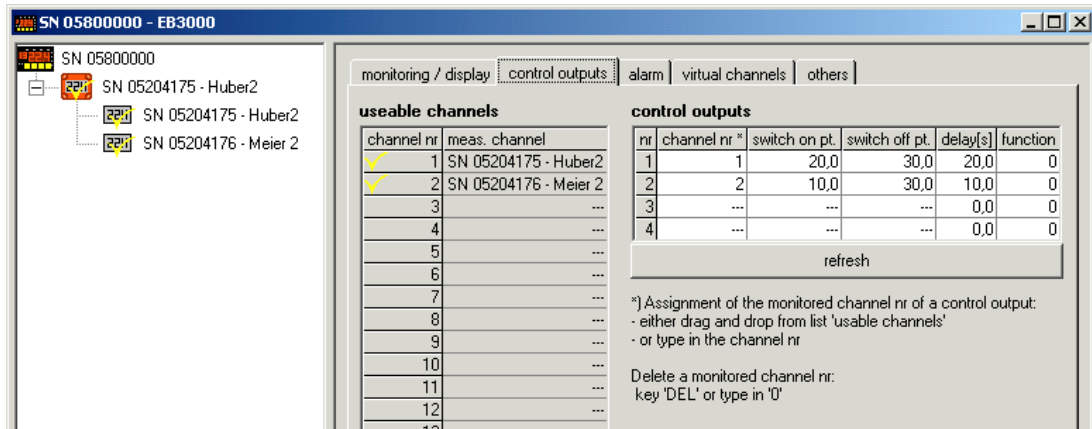 SN 05800000 - EB3000
SN 05800000
SN 05204175 - Huber2
SN 05204175 - Huber2
SN 05204176 - Meier 2
monitoring / display control outputs alarm virtual channels others
useable channels
channel nr meas. channel
1 SN 05204175 - Huber2
2 SN 05204176 - Meier 2
3 ---
4 ---
5 ---
6 ---
7 ---
8 ---
9 ---
10 ---
11 ---
12 ---
control outputs
nr channel nr * switch on pt. switch off pt. delay[s] function
1 1 20,0 30,0 20,0 0
2 2 10,0 30,0 10,0 0
3 --- --- --- 0,0 0
4 --- --- --- 0,0 0
refresh
*) Assignment of the monitored channel nr of a control output:
- either drag and drop from list 'usable channels'
- or type in the channel nr
Delete a monitored channel nr:
key 'DEL' or type in '0'